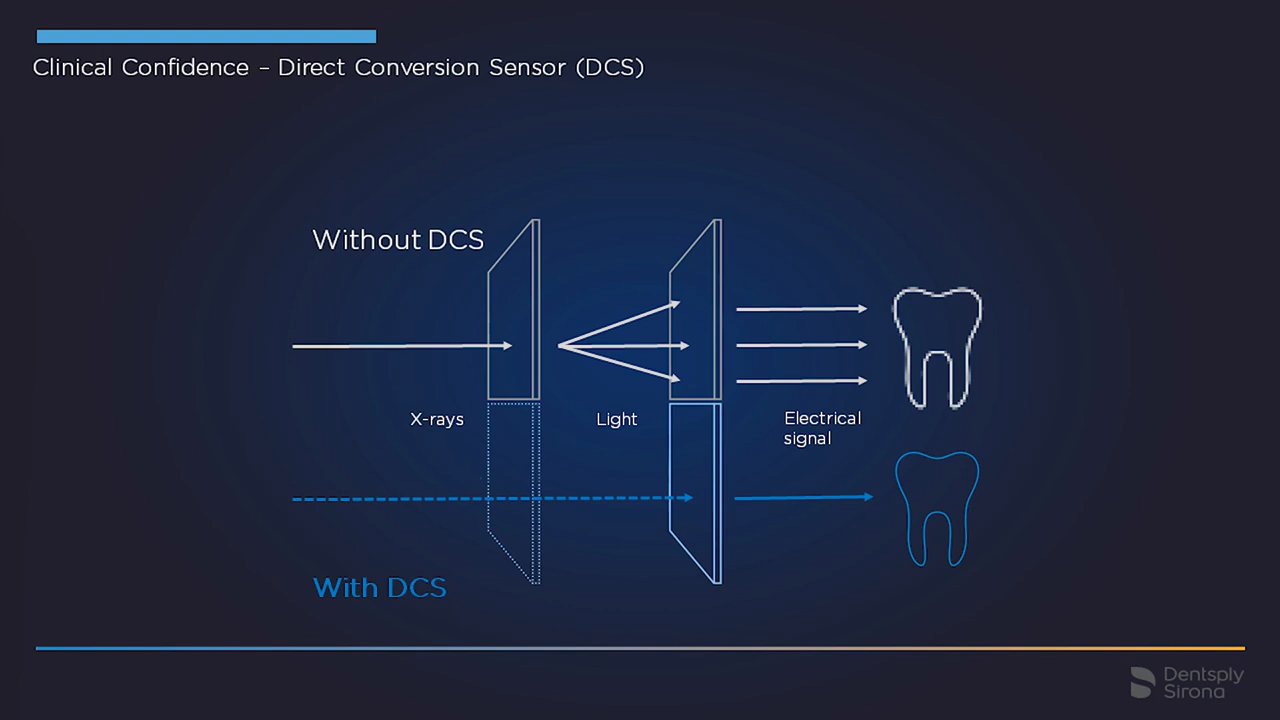 Clinical Confidence – Direct Conversion Sensor (DCS)
Without DCS
X-rays
Light
Electrical
signal
With DCS
Dentsply
Sirona